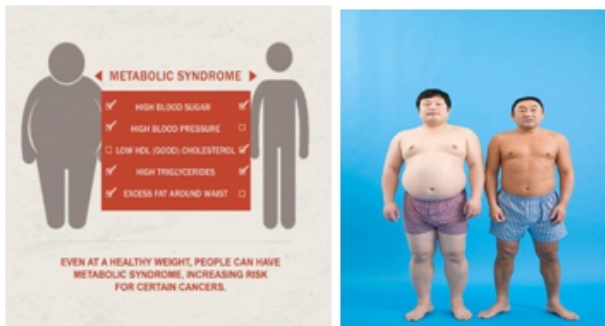 METABOLIC SYNDROME
HIGH BLOOD SUGAR
HIGH BLOOD PRESSURE
LOW HDL (GOOD) CHOLESTEROL
HIGH TRIGLYCERIDES
EXCESS FAT AROUND WAIST
EVEN AT A HEALTHY WEIGHT, PEOPLE CAN HAVE
METABOLIC SYNDROME, INCREASING RISK
FOR CERTAIN CANCERS.